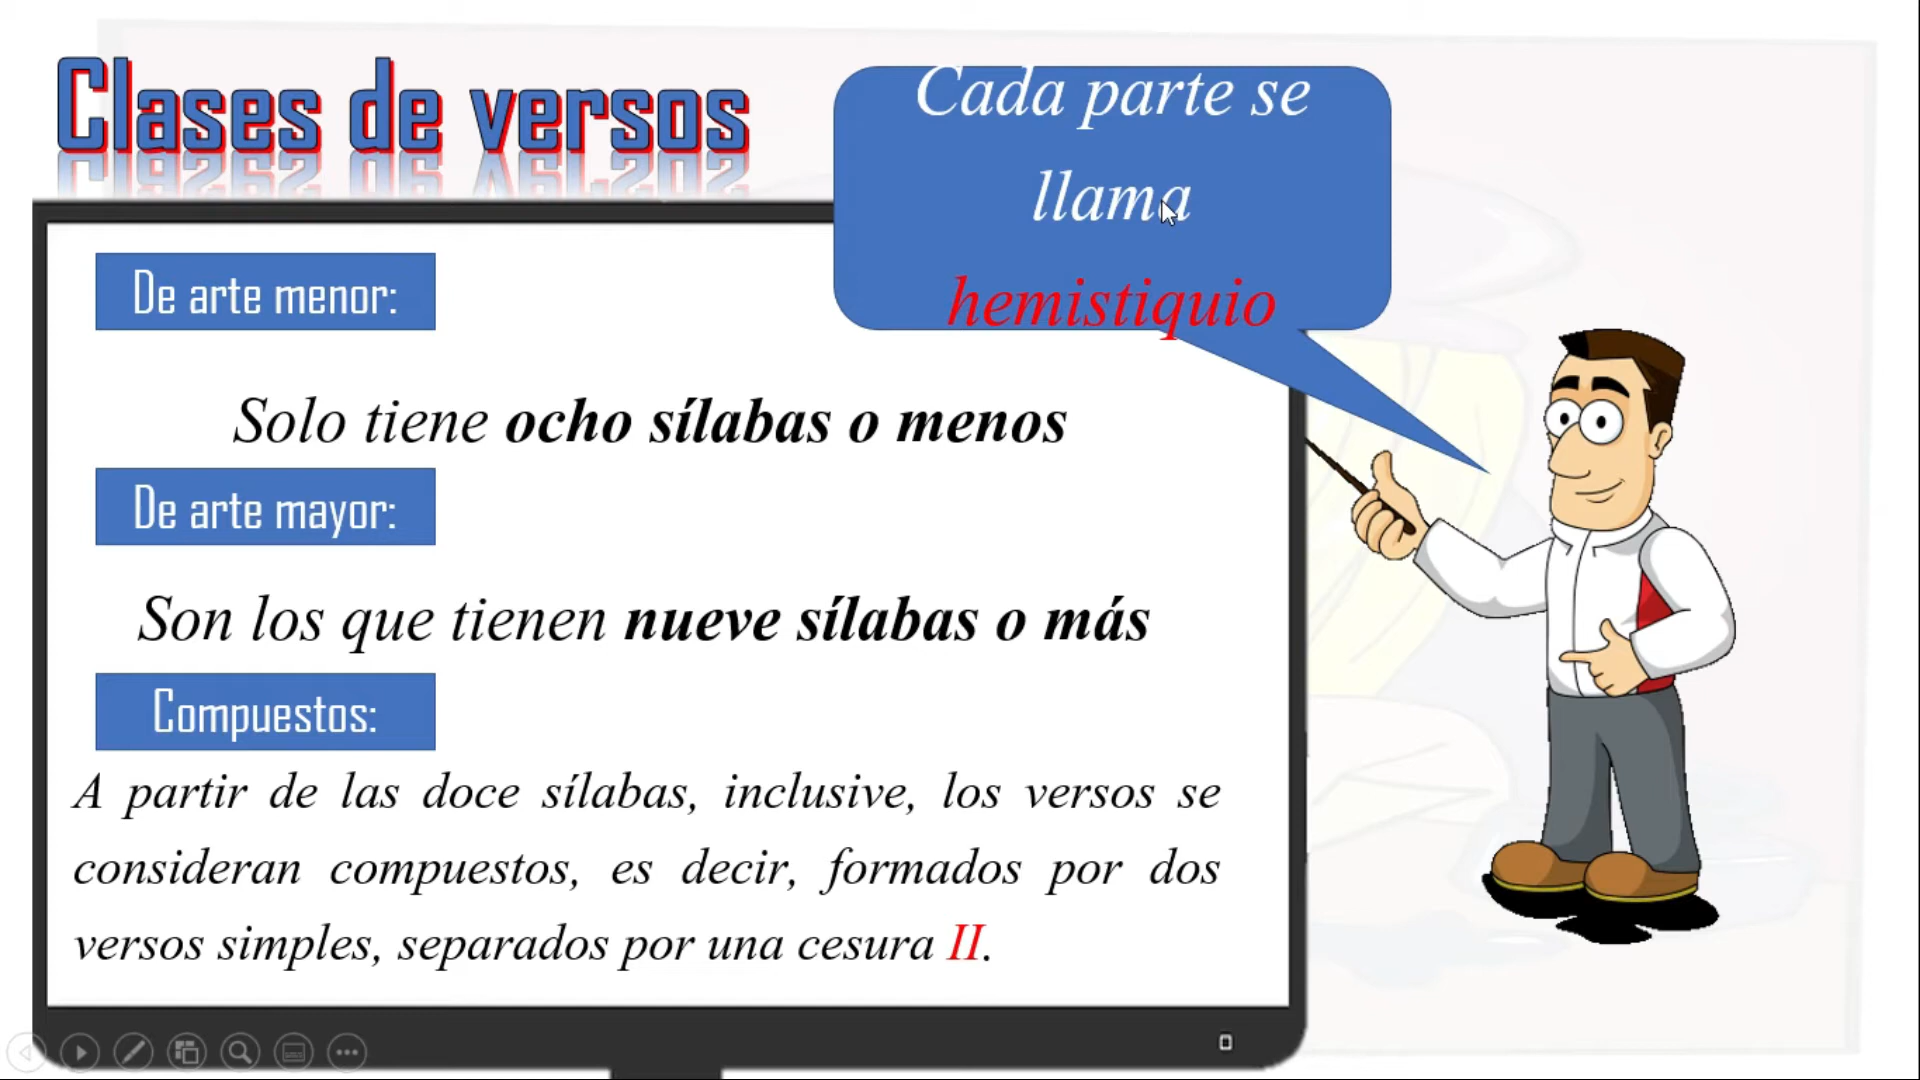 Clases de versos
Cada parte se
llama
hemistiquio
De arte menor:
Solo tiene ocho sílabas o menos
De arte mayor:
Son los que tienen nueve sílabas o más
Compuestos:
A partir de las doce sílabas, inclusive, los versos se
consideran compuestos, es decir, formados por dos
versos simples, separados por una cesura II.